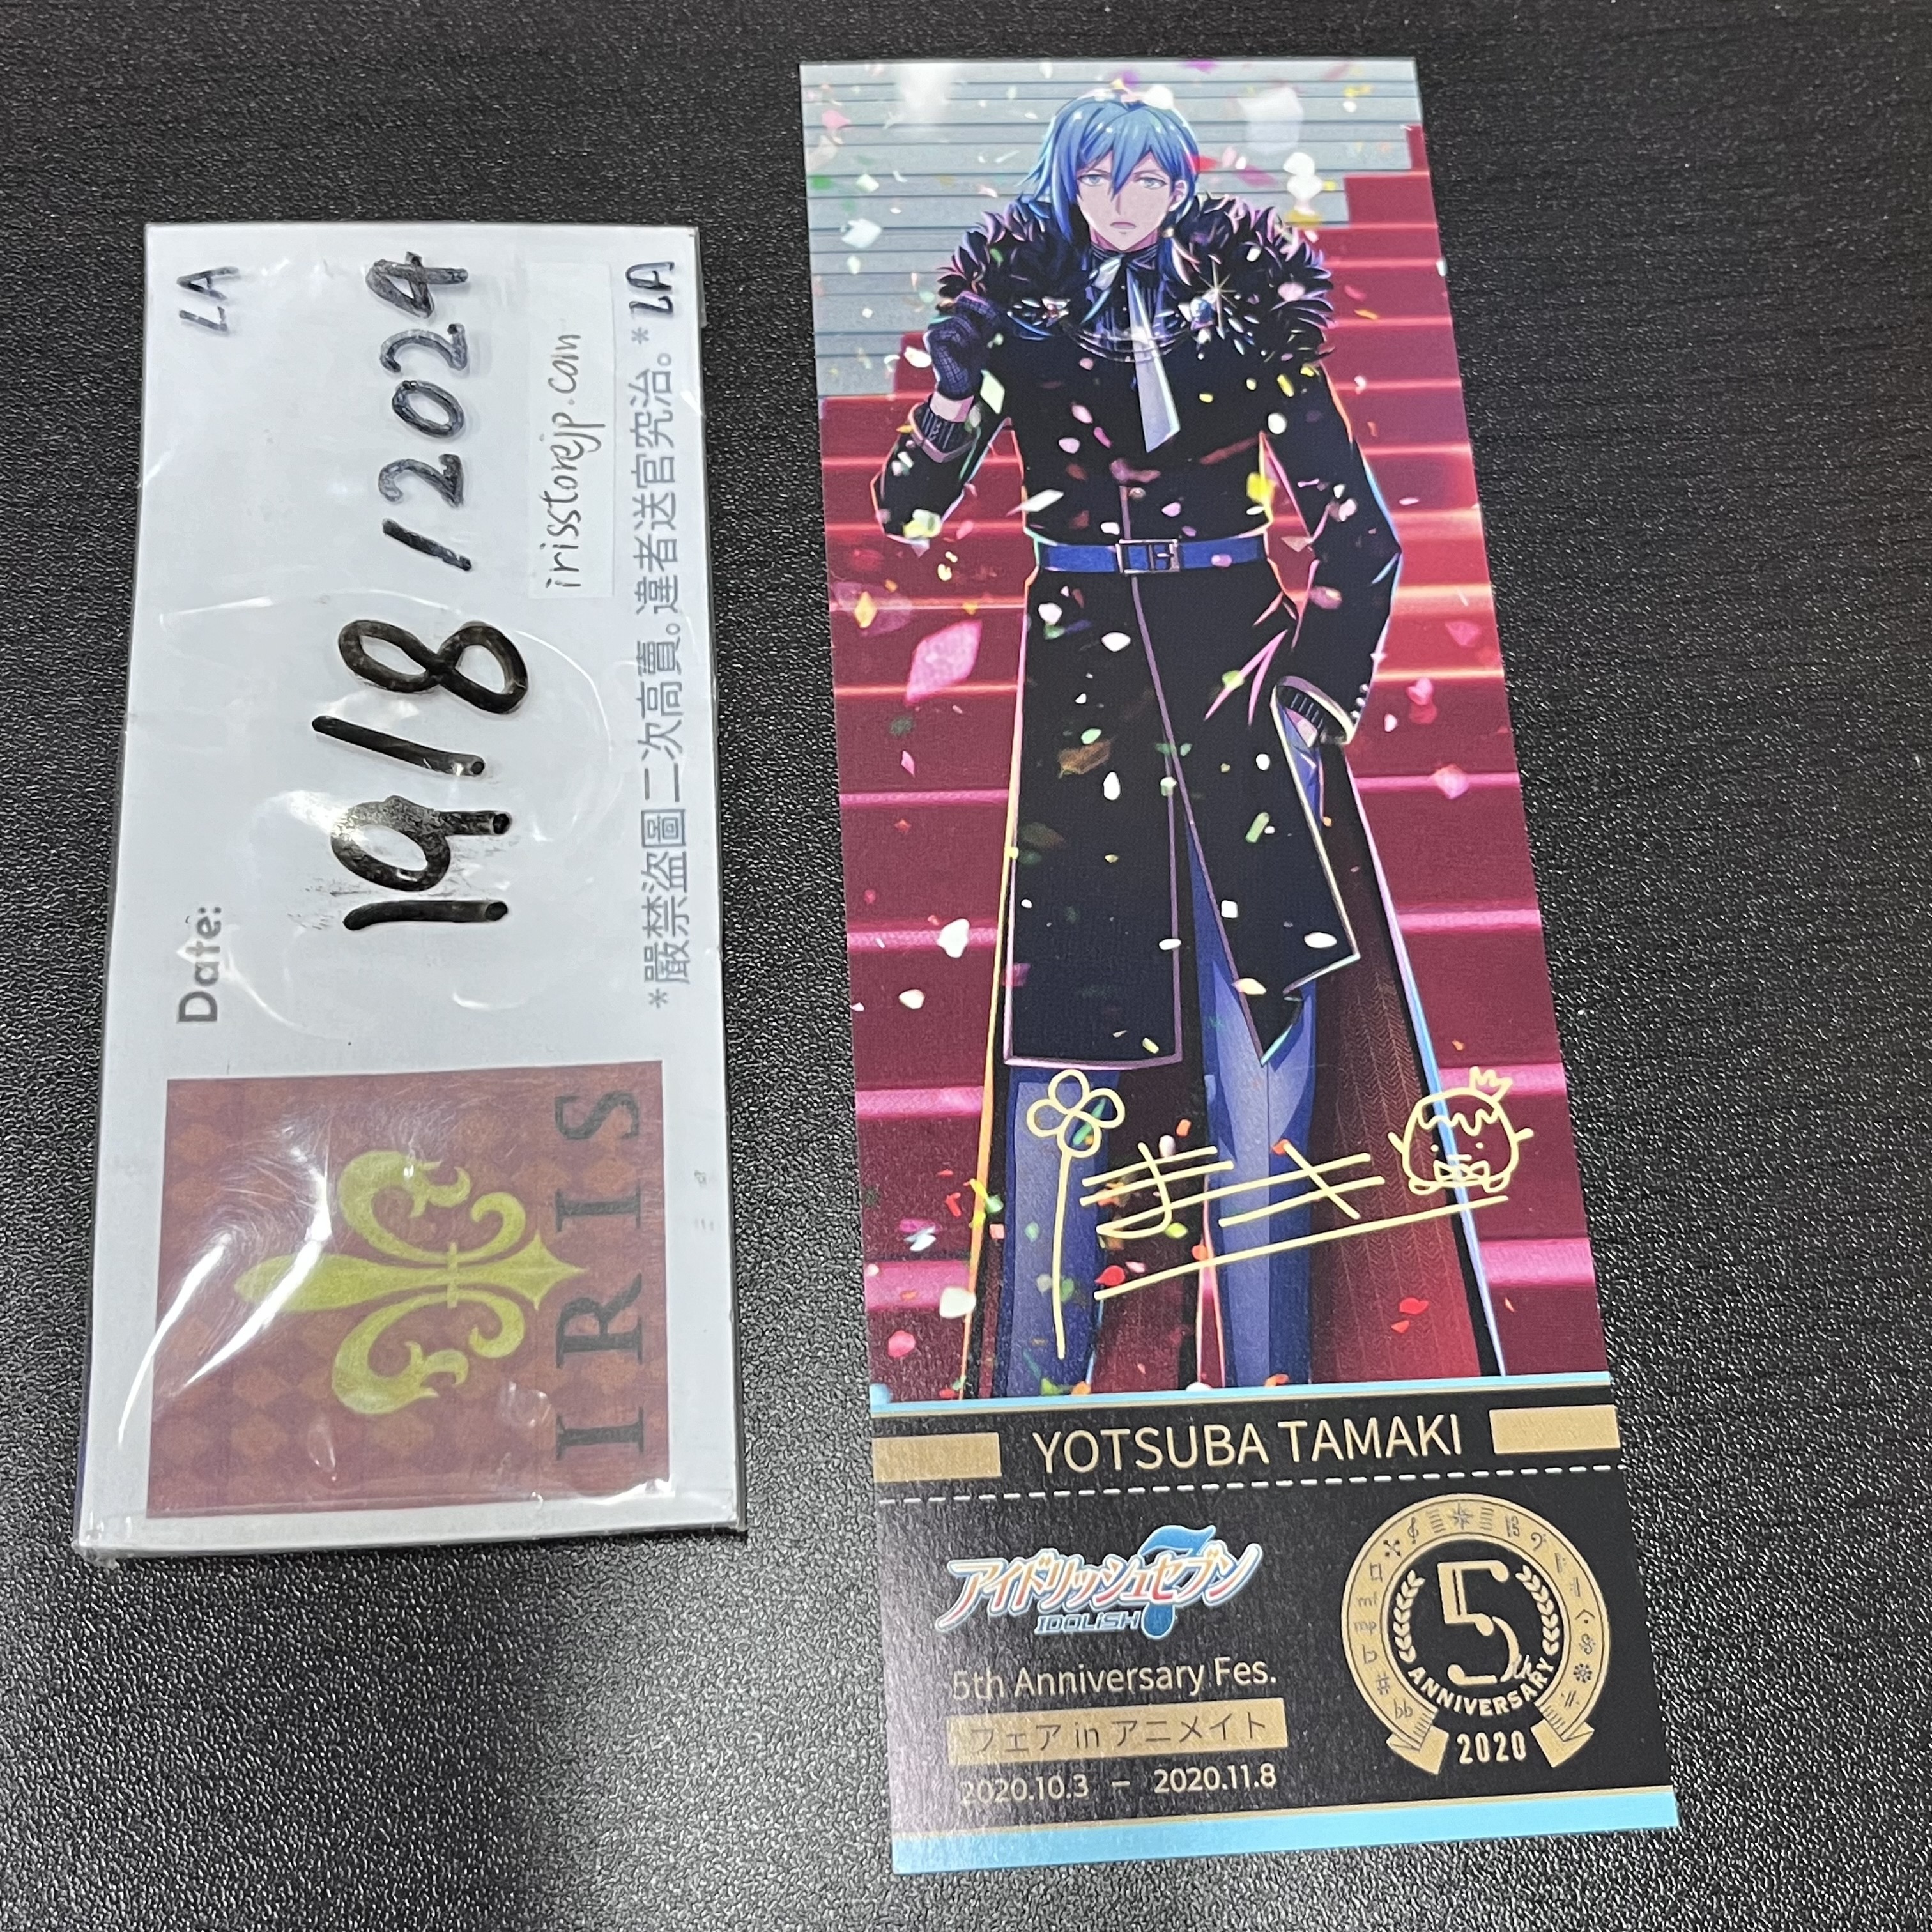 LA
Date: 19/8/2024
irisstorejp.com
*嚴禁盜圖二次高賣。違者送官究治。* LA
IRIS
YOTSUBA TAMAKI
アイドリッシュセブン
IDOLiSH7
5th Anniversary Fes.
フェア in アニメイト
2020.10.3 － 2020.11.8
5th
ANNIVERSARY
2020